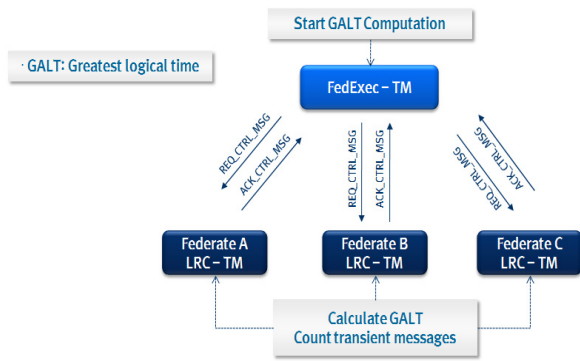 Start GALT Computation
· GALT: Greatest logical time
FedExec – TM
REQ_CTRL_MSG
ACK_CTRL_MSG
REQ_CTRL_MSG
ACK_CTRL_MSG
REQ_CTRL_MSG
ACK_CTRL_MSG
Federate A
LRC – TM
Federate B
LRC – TM
Federate C
LRC – TM
Calculate GALT
Count transient messages